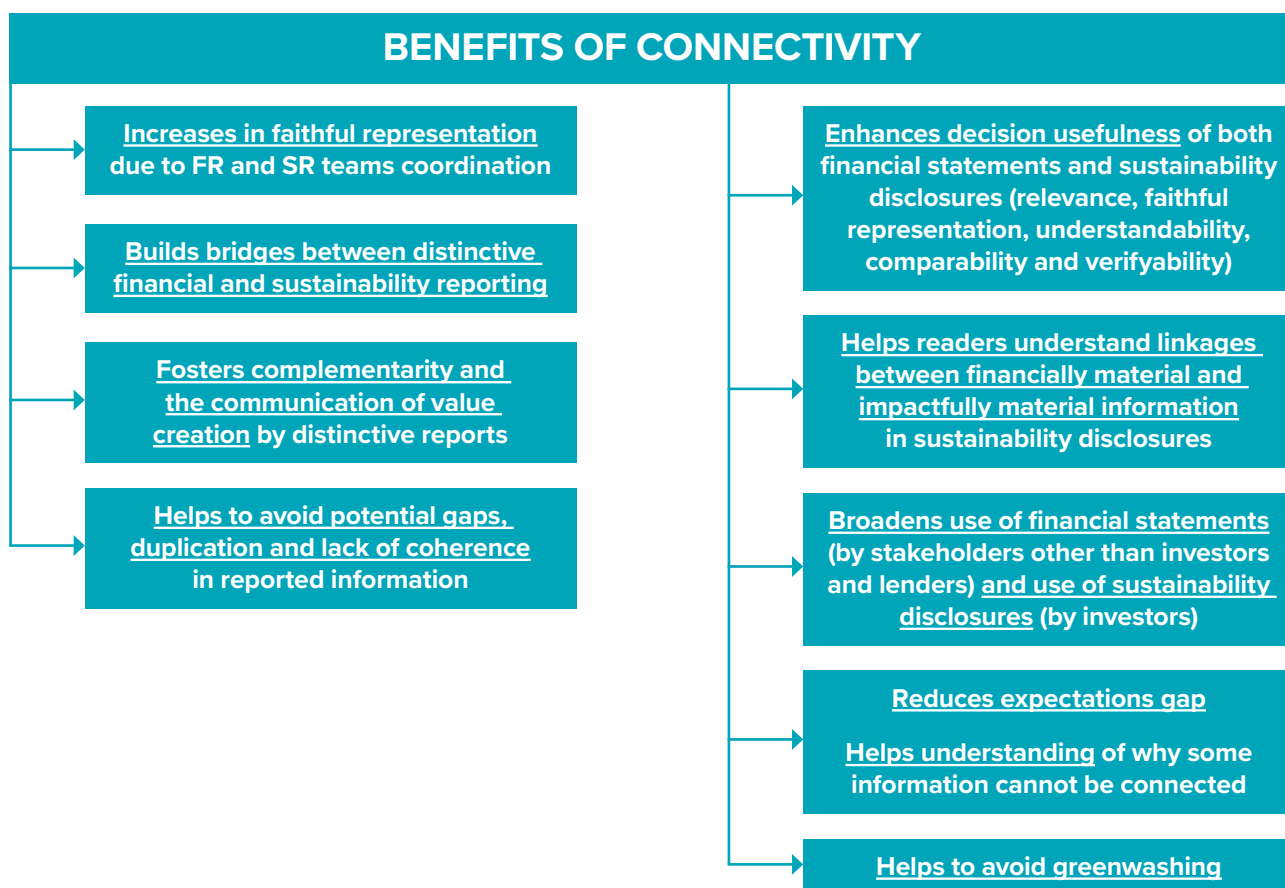 BENEFITS OF CONNECTIVITY
Increases in faithful representation
due to FR and SR teams coordination
Builds bridges between distinctive
financial and sustainability reporting
Fosters complementarity and
the communication of value
creation by distinctive reports
Helps to avoid potential gaps,
duplication and lack of coherence
in reported information
Enhances decision usefulness of both
financial statements and sustainability
disclosures (relevance, faithful
representation, understandability,
comparability and verifyability)
Helps readers understand linkages
between financially material and
impactfully material information
in sustainability disclosures
Broadens use of financial statements
(by stakeholders other than investors
and lenders) and use of sustainability
disclosures (by investors)
Reduces expectations gap
Helps understanding of why some
information cannot be connected
Helps to avoid greenwashing